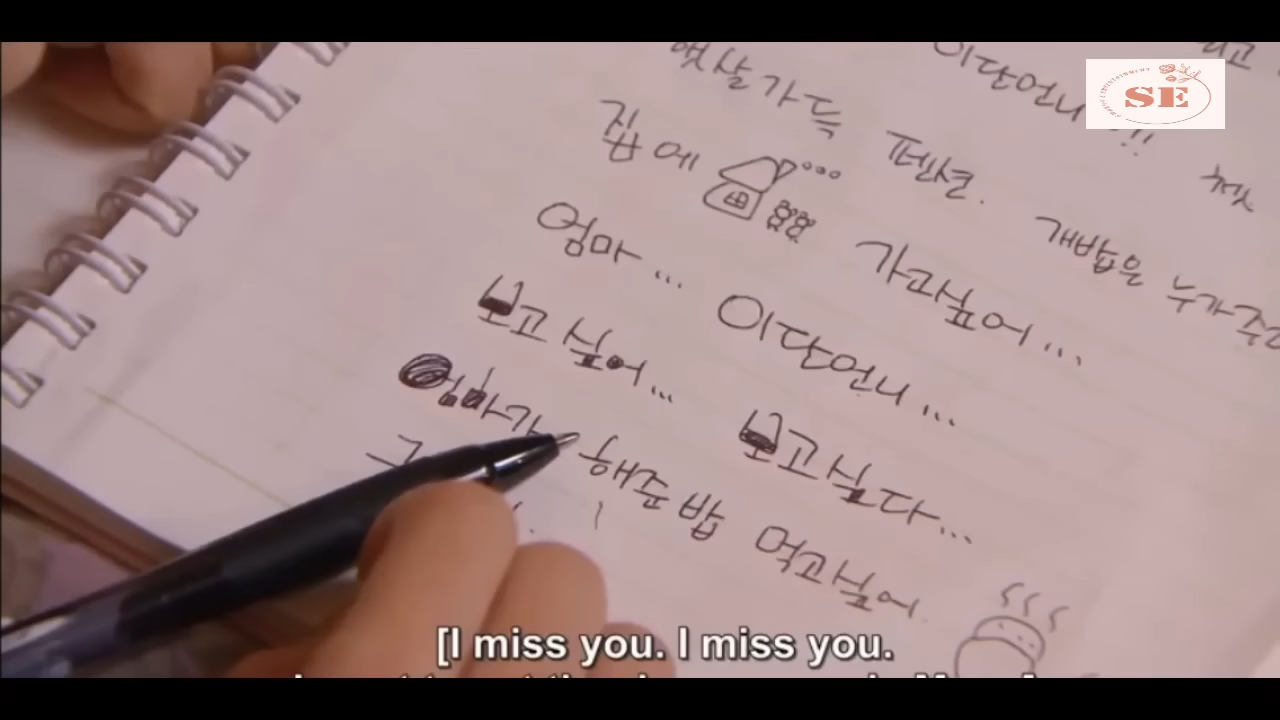 이단언니!!!
SE
햇살가득 펜션.
개밥은 누가주
집에 가고싶어...
엄마... 이단언니...
보고싶어... 보고싶다...
엄마가 해준밥 먹고싶어
[I miss you. I miss you.